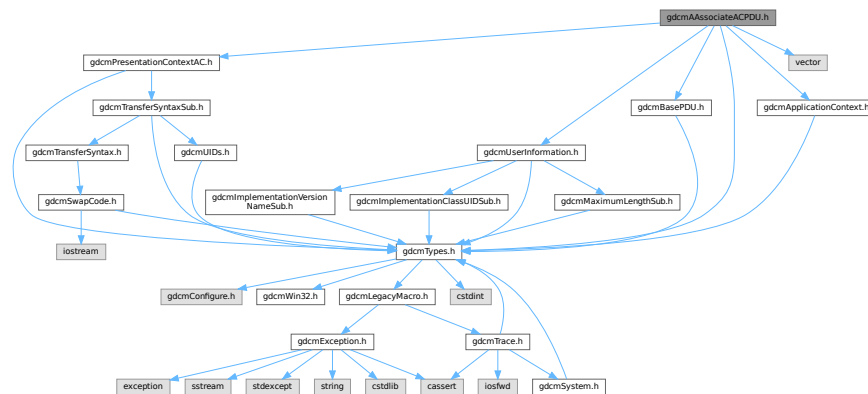 gdcmAAssociateACPDU.h
gdcmPresentationContextAC.h
vector
gdcmTransferSyntaxSub.h
gdcmBasePDU.h
gdcmApplicationContext.h
gdcmTransferSyntax.h
gdcmUIDs.h
gdcmUserInformation.h
gdcmSwapCode.h
gdcmImplementationVersion
NameSub.h
gdcmImplementationClassUIDSub.h
gdcmMaximumLengthSub.h
iostream
gdcmTypes.h
gdcmConfigure.h
gdcmWin32.h
gdcmLegacyMacro.h
cstdint
gdcmException.h
gdcmTrace.h
exception
sstream
stdexcept
string
cstdlib
cassert
iosfwd
gdcmSystem.h